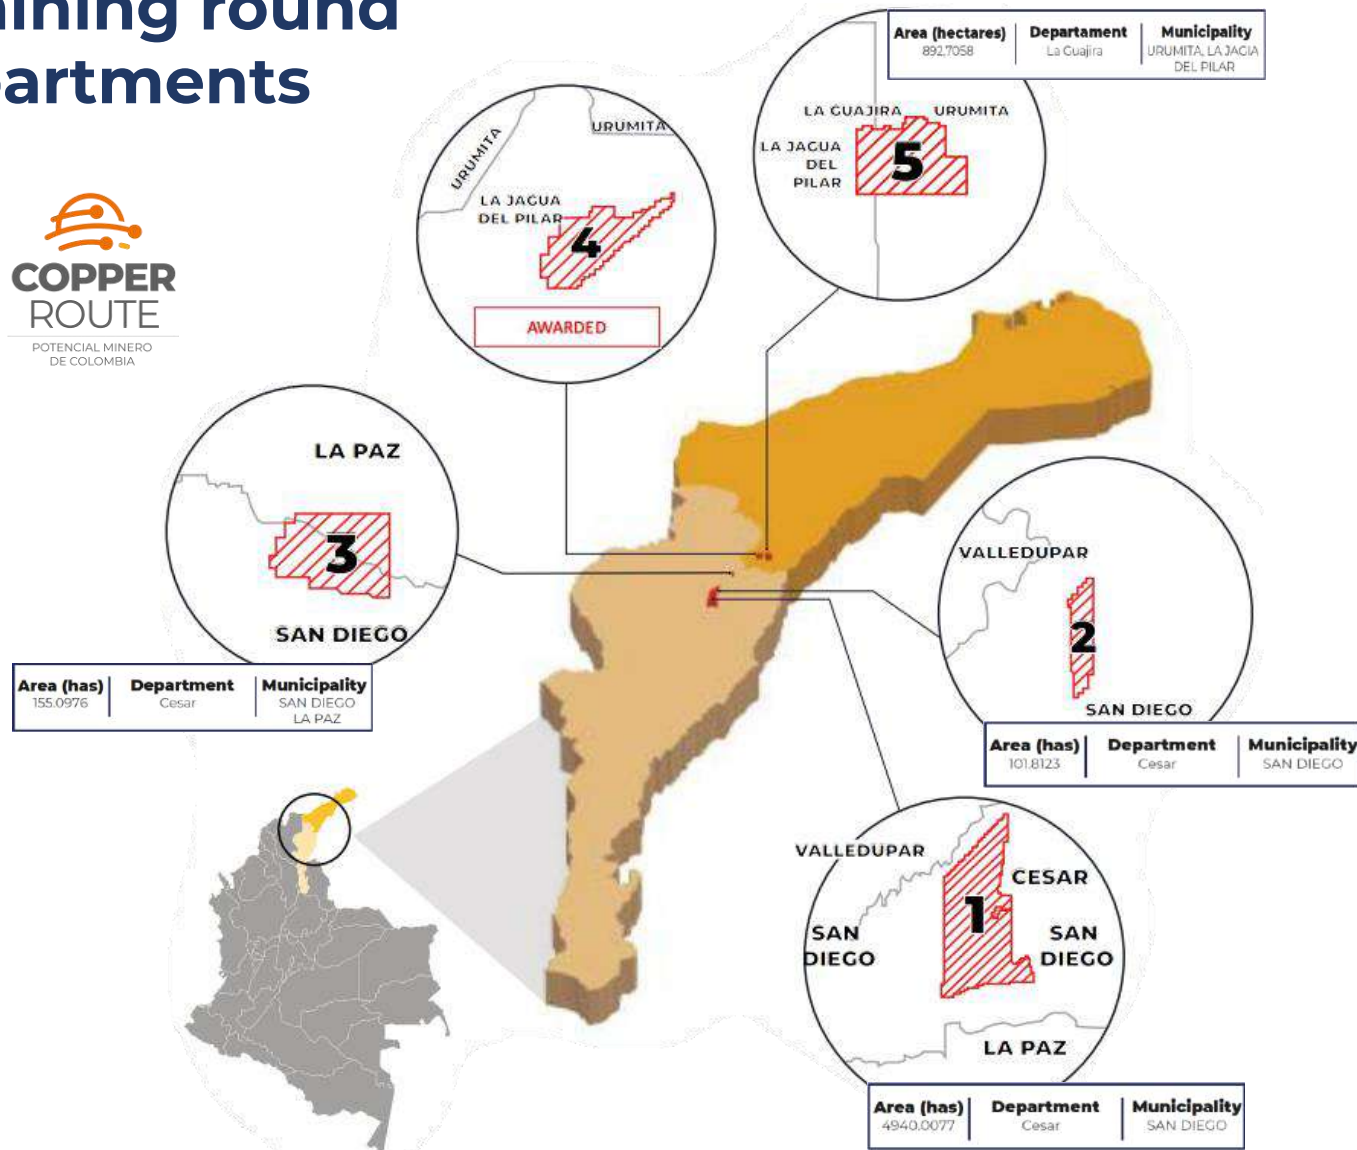 ining round
partments
COPPER
ROUTE
POTENCIAL MINERO
DE COLOMBIA
Area (hectares) Departament Municipality
892,7058 La Guajira URUMITA, LA JAGIA
DEL PILAR
LA GUAJIRA URUMITA
LA JAGUA
DEL
PILAR
5
URUMITA
URUMITA
LA JAGUA
DEL PILAR
4
AWARDED
LA PAZ
3
SAN DIEGO
Area (has) Department Municipality
155.0976 Cesar SAN DIEGO
LA PAZ
VALLEDUPAR
2
SAN DIEGO
Area (has) Department Municipality
101.8123 Cesar SAN DIEGO
VALLEDUPAR
CESAR
1
SAN
DIEGO
SAN
DIEGO
LA PAZ
Area (has) Department Municipality
4940.0077 Cesar SAN DIEGO